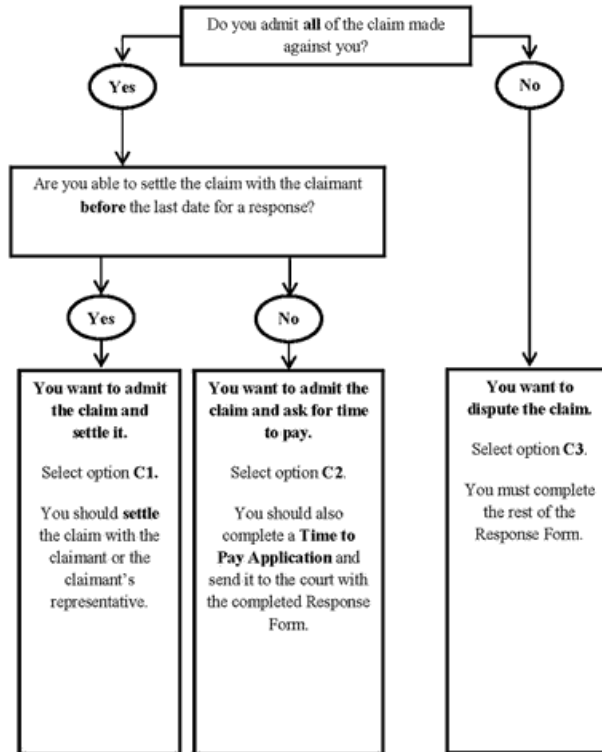 Do you admit all of the claim made
against you?
Yes
No
Are you able to settle the claim with the claimant
before the last date for a response?
Yes
No
You want to admit
the claim and
settle it.
Select option C1.
You should settle
the claim with the
claimant or the
claimant's
representative.
You want to admit the
claim and ask for time
to pay.
Select option C2.
You should also
complete a Time to
Pay Application and
send it to the court with
the completed Response
Form.
You want to
dispute the claim.
Select option C3.
You must complete
the rest of the
Response Form.